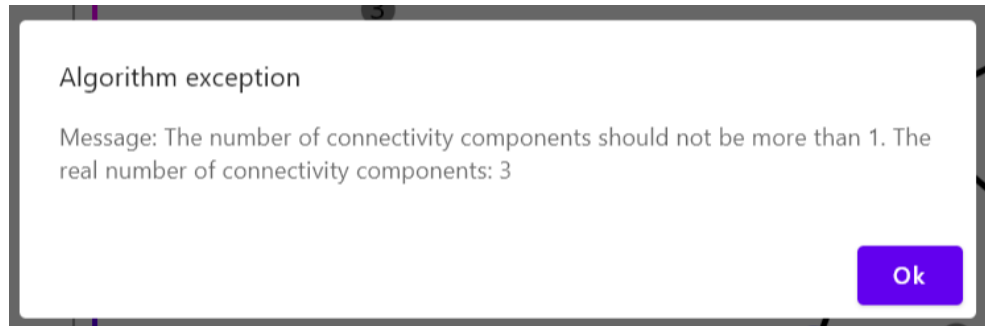 3
Algorithm exception
Message: The number of connectivity components should not be more than 1. The
real number of connectivity components: 3
Ok